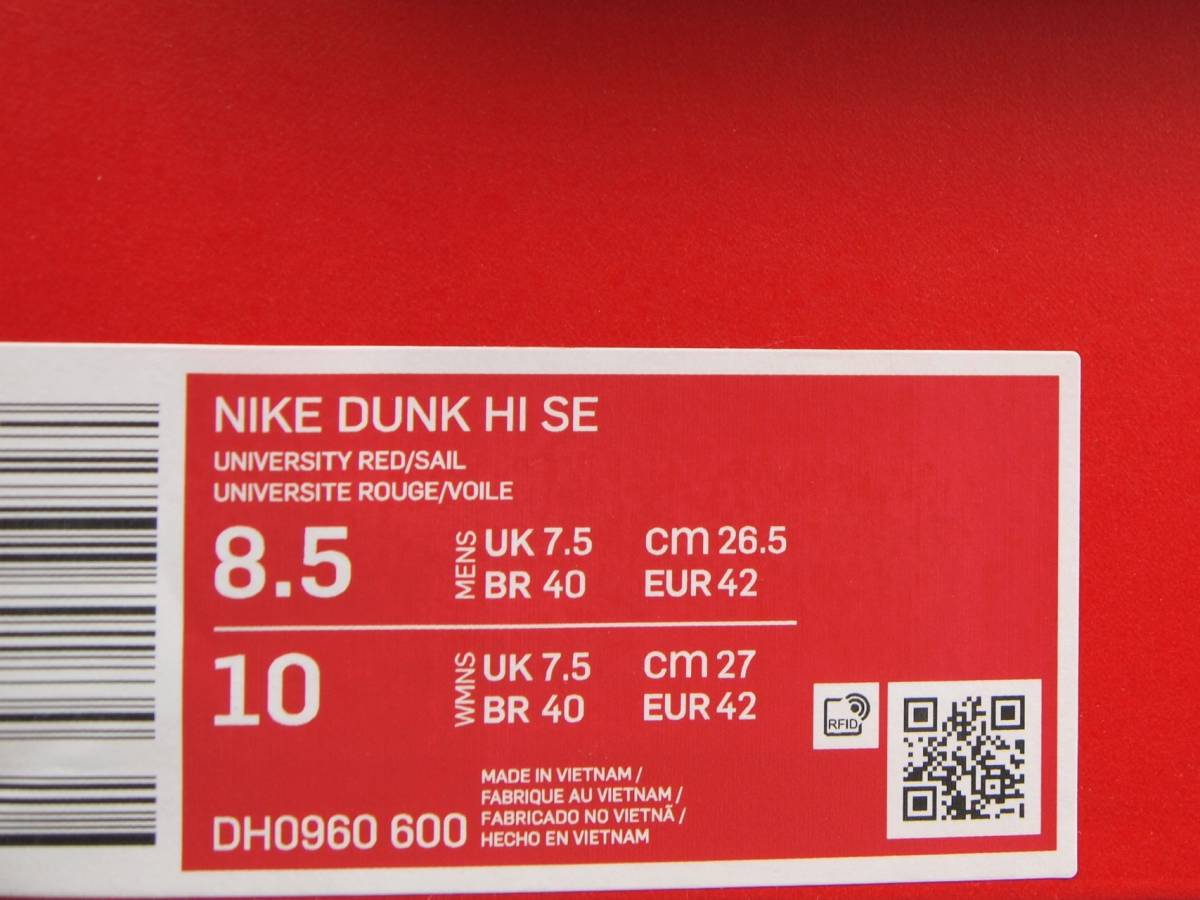 NIKE DUNK HI SE
UNIVERSITY RED/SAIL
UNIVERSITE ROUGE/VOILE
8.5 MENS UK 7.5 cm 26.5
BR 40 EUR 42
10 WMNS UK 7.5 cm 27
BR 40 EUR 42
RFID
MADE IN VIETNAM /
FABRIQUE AU VIETNAM /
FABRICADO NO VIETNÃ /
HECHO EN VIETNAM
DH0960 600